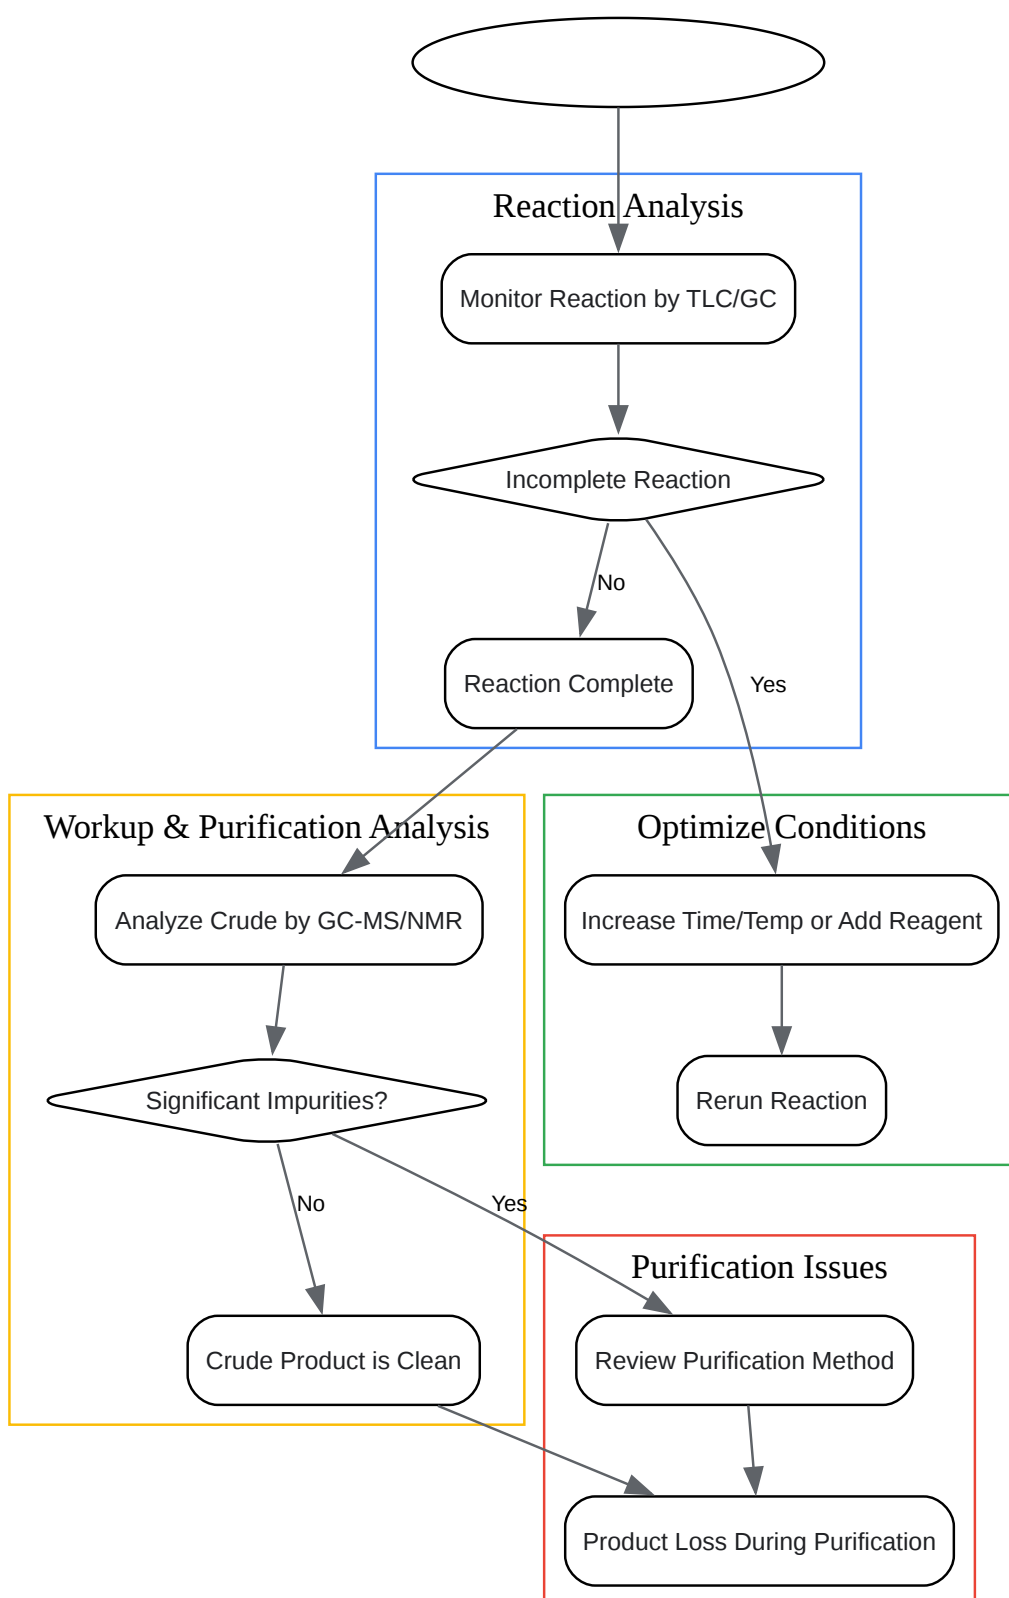 Reaction Analysis
Monitor Reaction by TLC/GC
Incomplete Reaction
No
Reaction Complete
Yes
Workup & Purification Analysis
Analyze Crude by GC-MS/NMR
Significant Impurities?
No
Yes
Crude Product is Clean
Optimize Conditions
Increase Time/Temp or Add Reagent
Rerun Reaction
Purification Issues
Review Purification Method
Product Loss During Purification